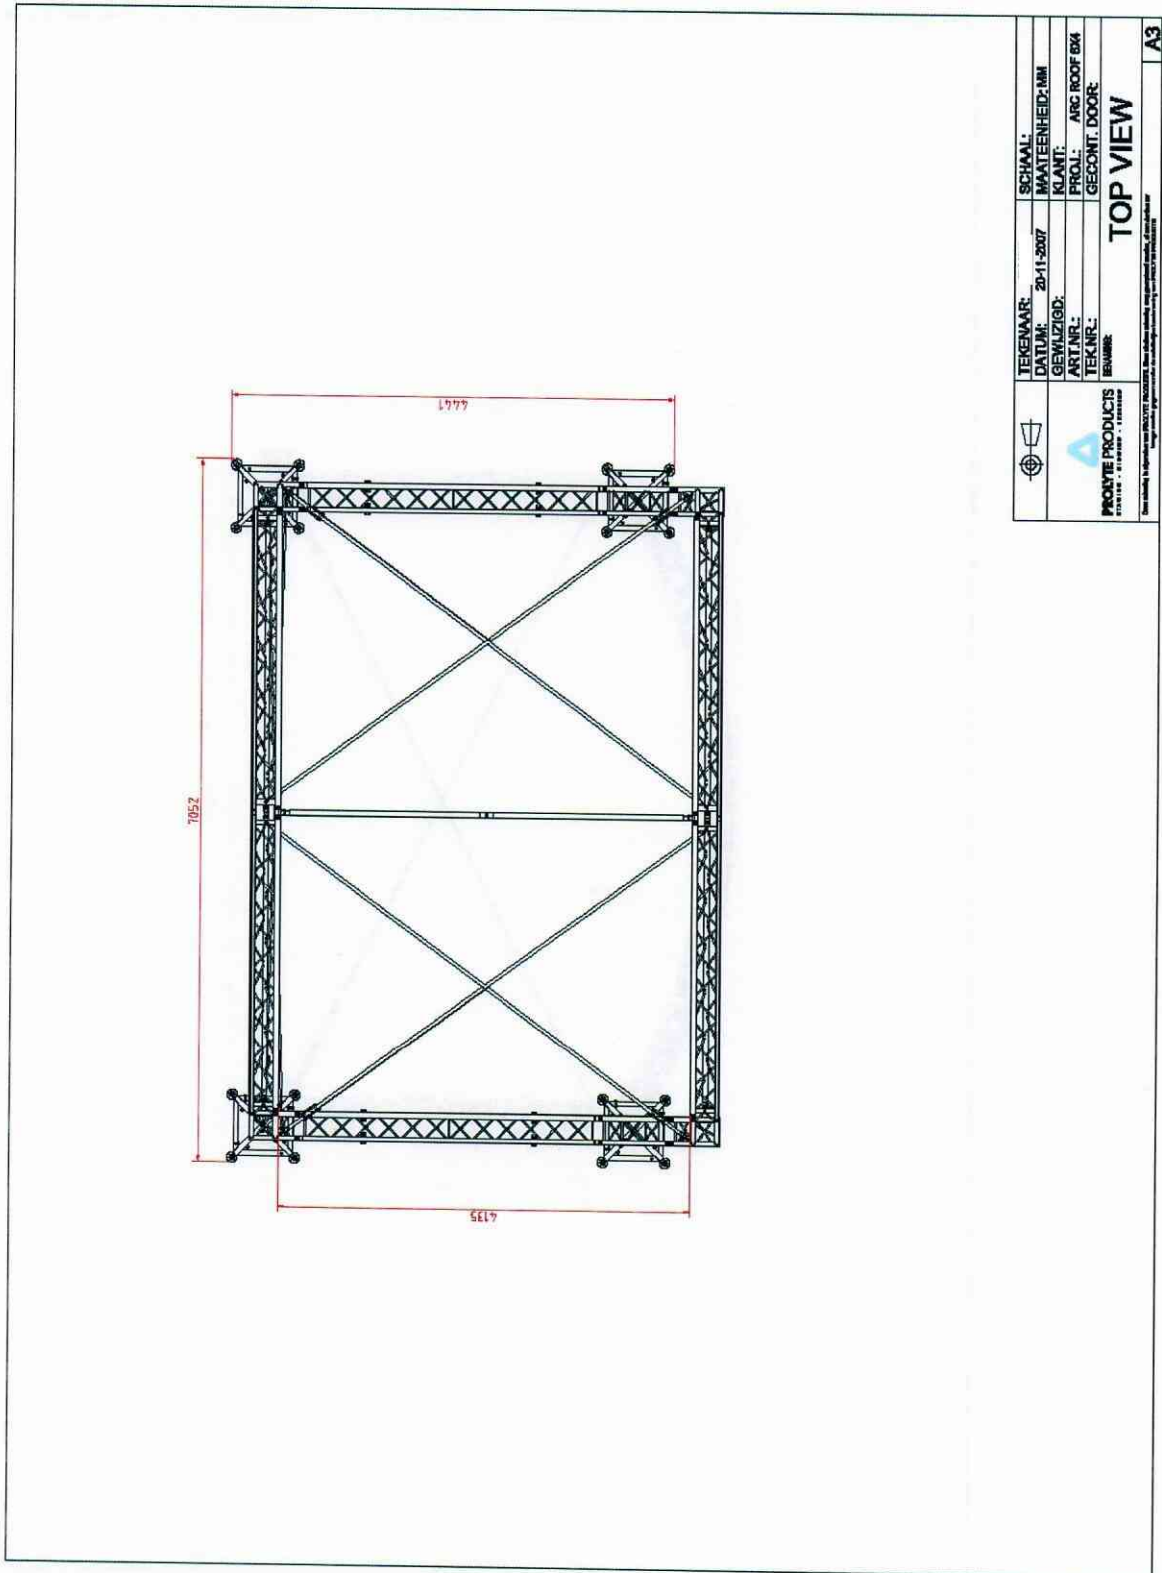 7052
4441
4135
TEKENAAR:
SCHAAL:
DATUM: 20-11-2007
MAATEENHEID: MM
GEWIJZIGD:
KLANT:
ART.NR.:
PROJ.: ARC ROOF 6X4
TEK.NR.:
GECONT. DOOR:
PROLYTE PRODUCTS
BENAMING:
TOP VIEW
A3